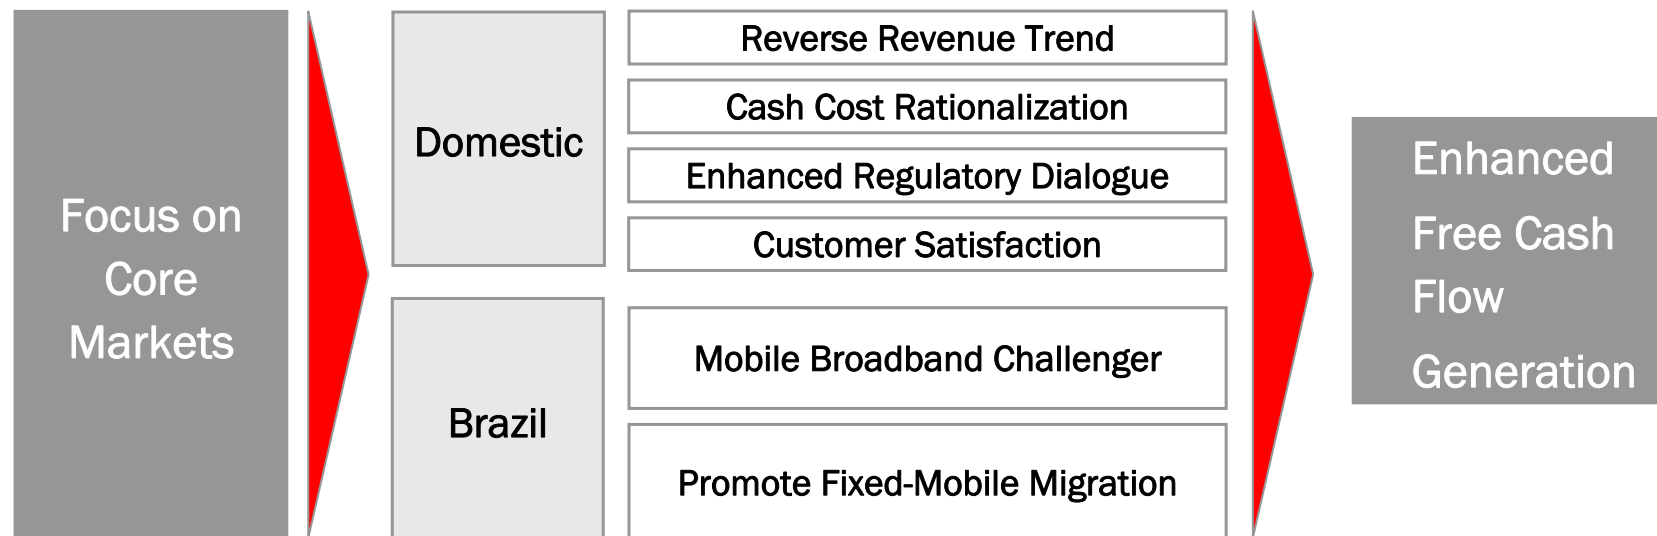 Focus on
Core
Markets
Domestic
Reverse Revenue Trend
Cash Cost Rationalization
Enhanced Regulatory Dialogue
Customer Satisfaction
Brazil
Mobile Broadband Challenger
Promote Fixed-Mobile Migration
Enhanced
Free Cash
Flow
Generation